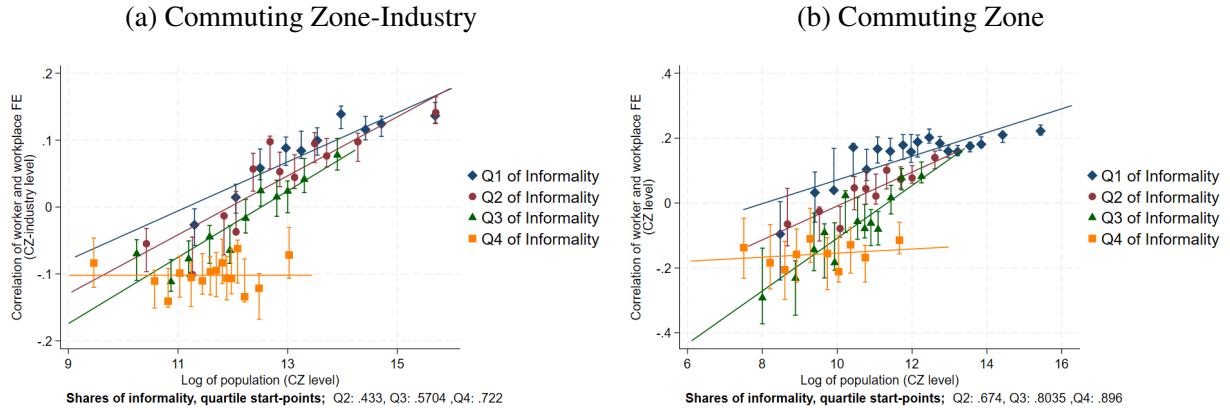 (a) Commuting Zone-Industry
Correlation of worker and workplace FE
(CZ-industry level)
.2
.1
0
-.1
-.2
9
11
13
15
Log of population (CZ level)
Q1 of Informality
Q2 of Informality
Q3 of Informality
Q4 of Informality
Shares of informality, quartile start-points; Q2: .433, Q3: .5704 ,Q4: .722
(b) Commuting Zone
Correlation of worker and workplace FE
(CZ level)
.4
.2
0
-.2
-.4
6
8
10
12
14
16
Log of population (CZ level)
Q1 of Informality
Q2 of Informality
Q3 of Informality
Q4 of Informality
Shares of informality, quartile start-points; Q2: .674, Q3: .8035 ,Q4: .896